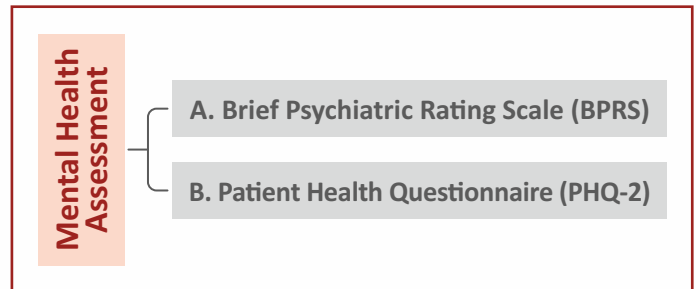 Mental Health
Assessment
A. Brief Psychiatric Rating Scale (BPRS)
B. Patient Health Questionnaire (PHQ-2)